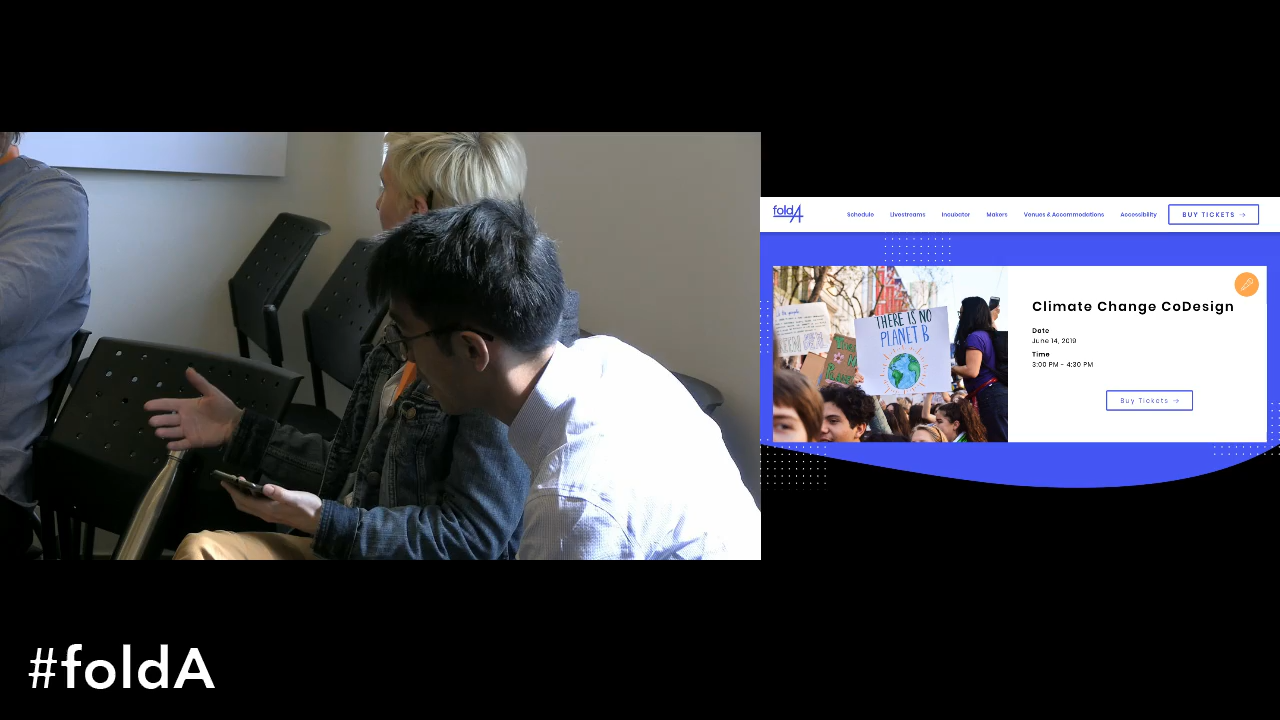 foldA
Schedule
Livestreams
Incubator
Makers
Venues & Accommodations
Accessibility
BUY TICKETS →
THERE IS NO
PLANET B
Climate Change CoDesign
Date
June 14, 2019
Time
3:00 PM - 4:30 PM
Buy Tickets →
#foldA